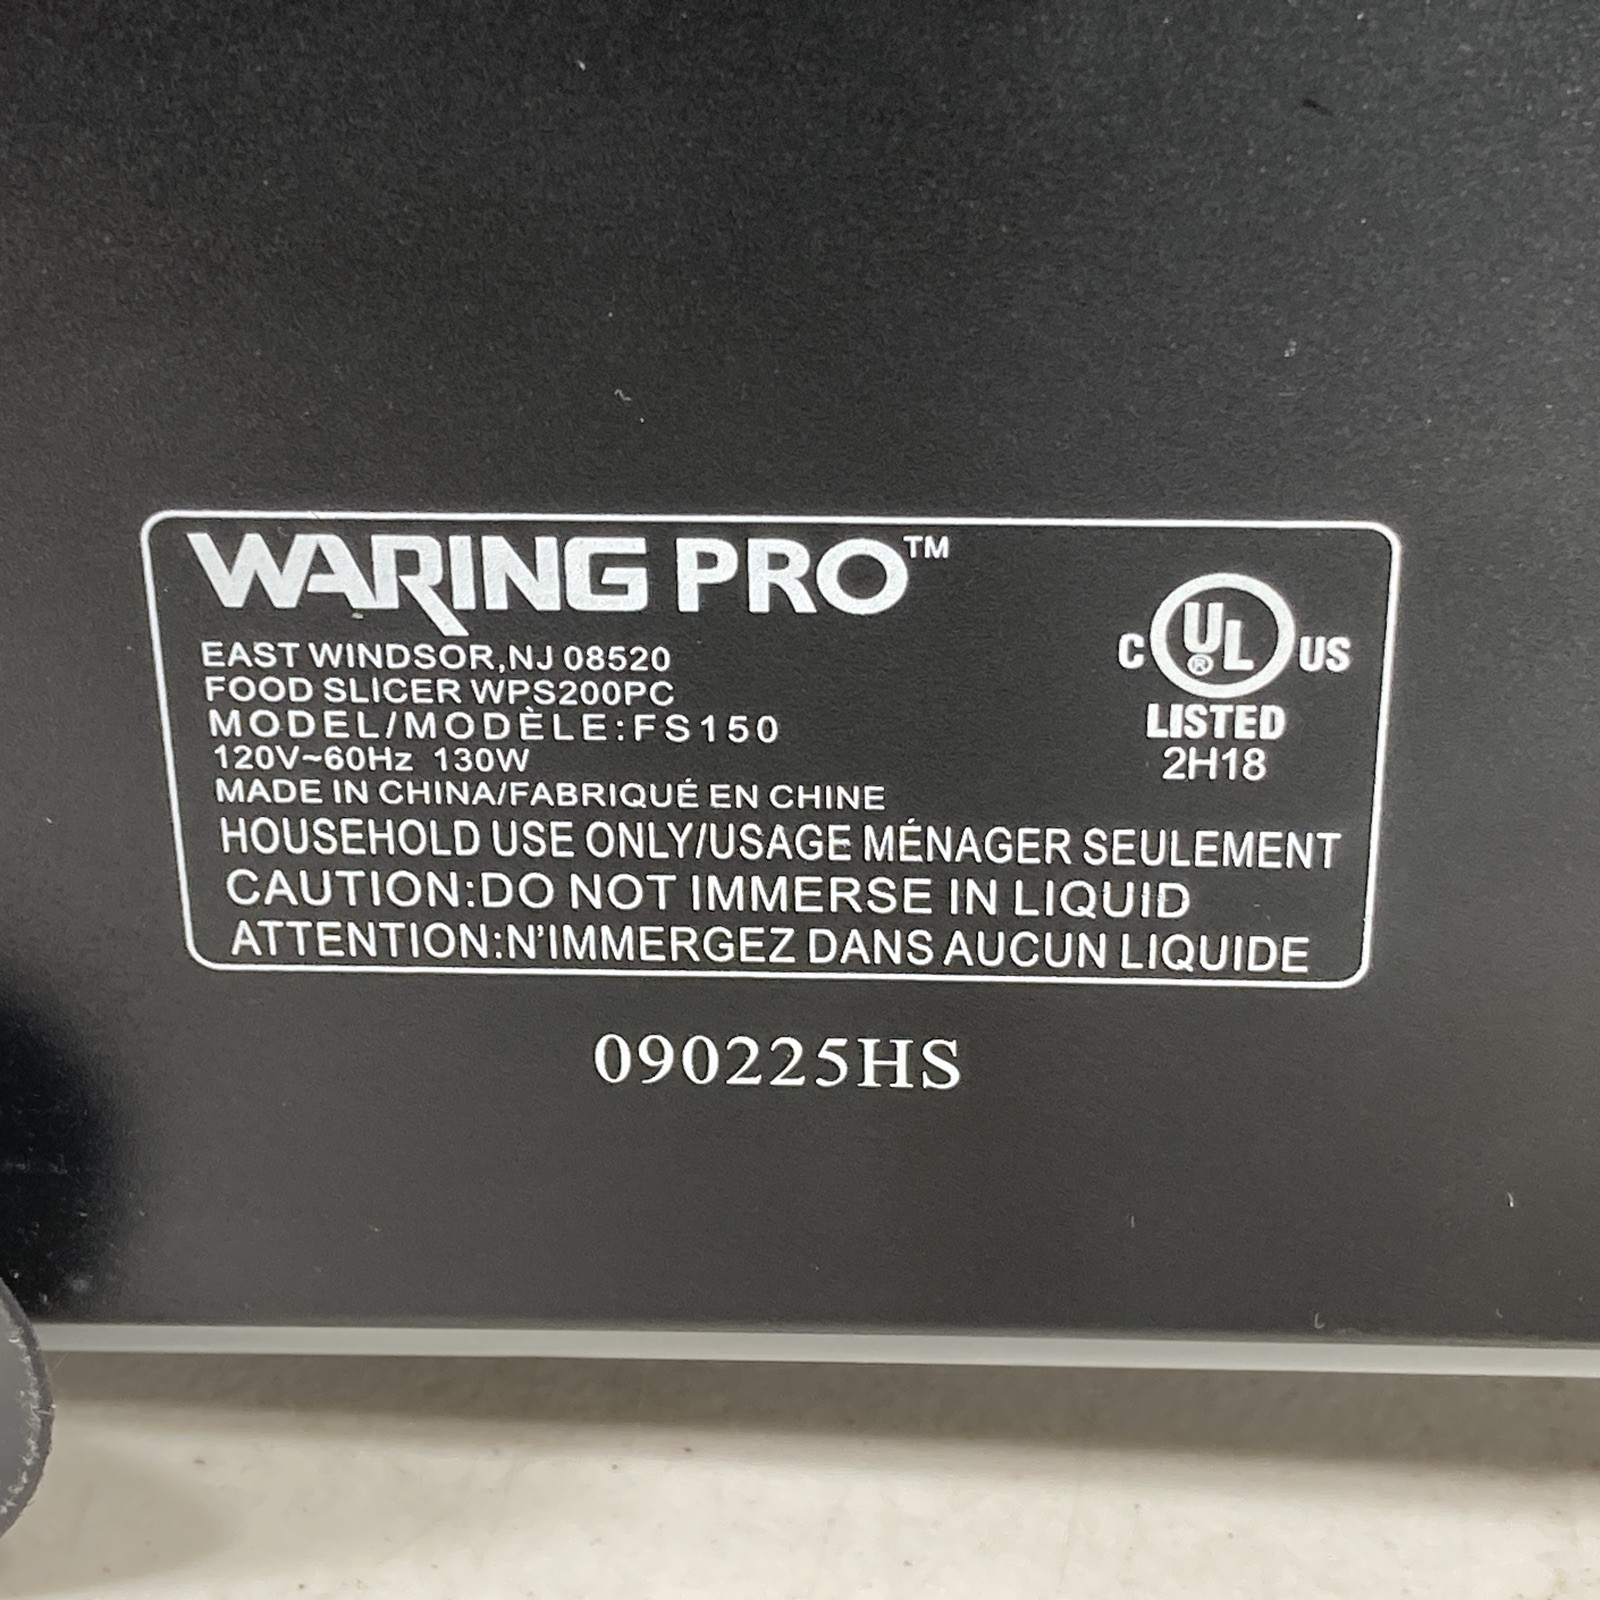 WARING PRO™
EAST WINDSOR,NJ 08520
FOOD SLICER WPS200PC
MODEL/MODÈLE:FS150
120V~60Hz 130W
MADE IN CHINA/FABRIQUÉ EN CHINE
HOUSEHOLD USE ONLY/USAGE MÉNAGER SEULEMENT
CAUTION:DO NOT IMMERSE IN LIQUID
ATTENTION:N'IMMERGEZ DANS AUCUN LIQUIDE
C UL® US
LISTED
2H18
090225HS